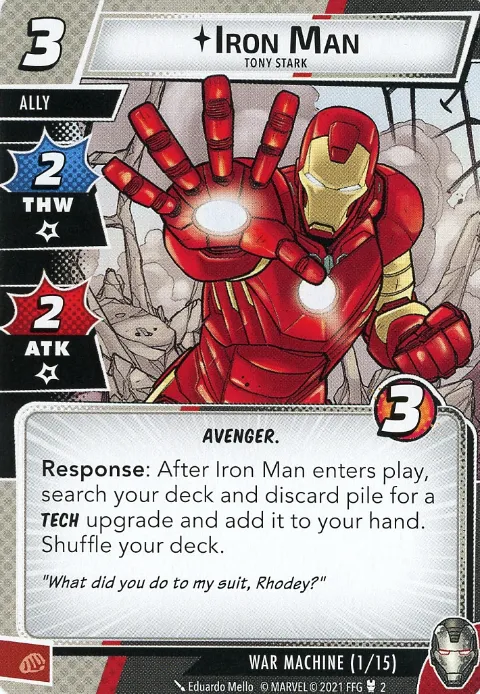 3
IRON MAN
TONY STARK
ALLY
2
THW
2
ATK
3
AVENGER.
Response: After Iron Man enters play,
search your deck and discard pile for a
TECH upgrade and add it to your hand.
Shuffle your deck.
"What did you do to my suit, Rhodey?"
WAR MACHINE (1/15)
Eduardo Mello © MARVEL © 2021 FFG 2